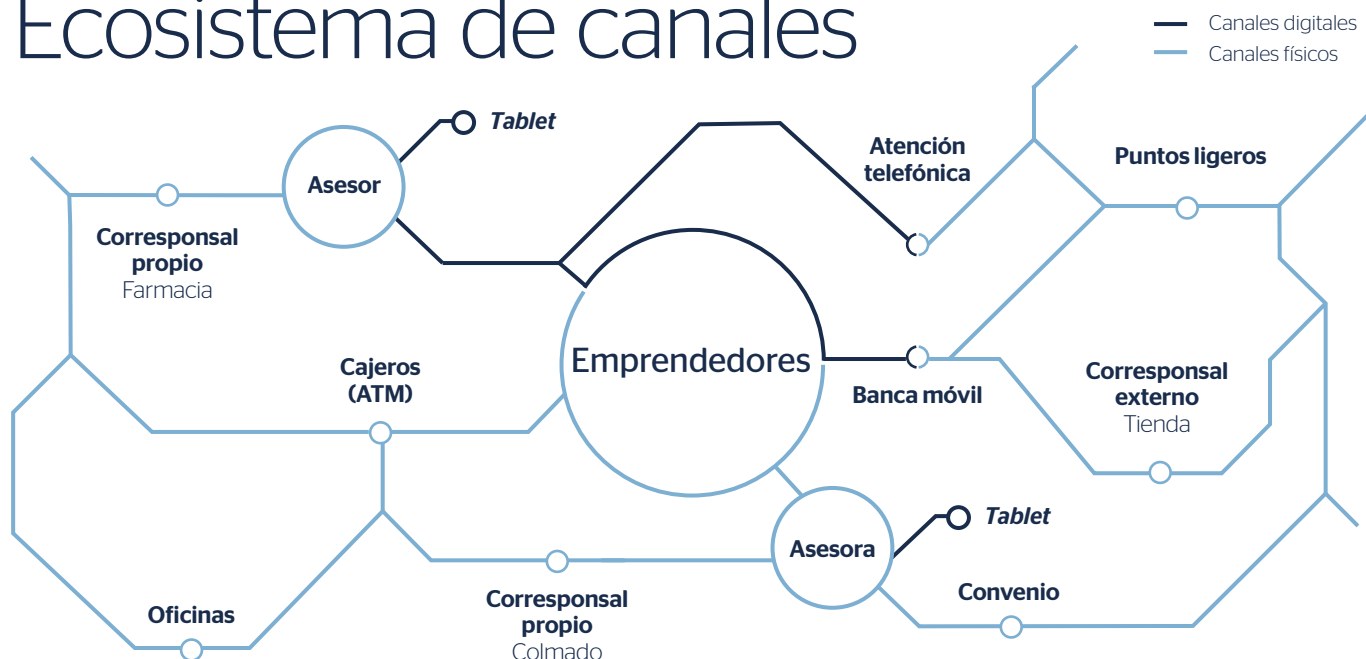 Ecosistema de canales
Canales digitales
Canales físicos
Tablet
Asesor
Atención
telefónica
Puntos ligeros
Corresponsal
propio
Farmacia
Cajeros
(ATM)
Emprendedores
Banca móvil
Corresponsal
externo
Tienda
Tablet
Asesora
Convenio
Oficinas
Corresponsal
propio
Colmado